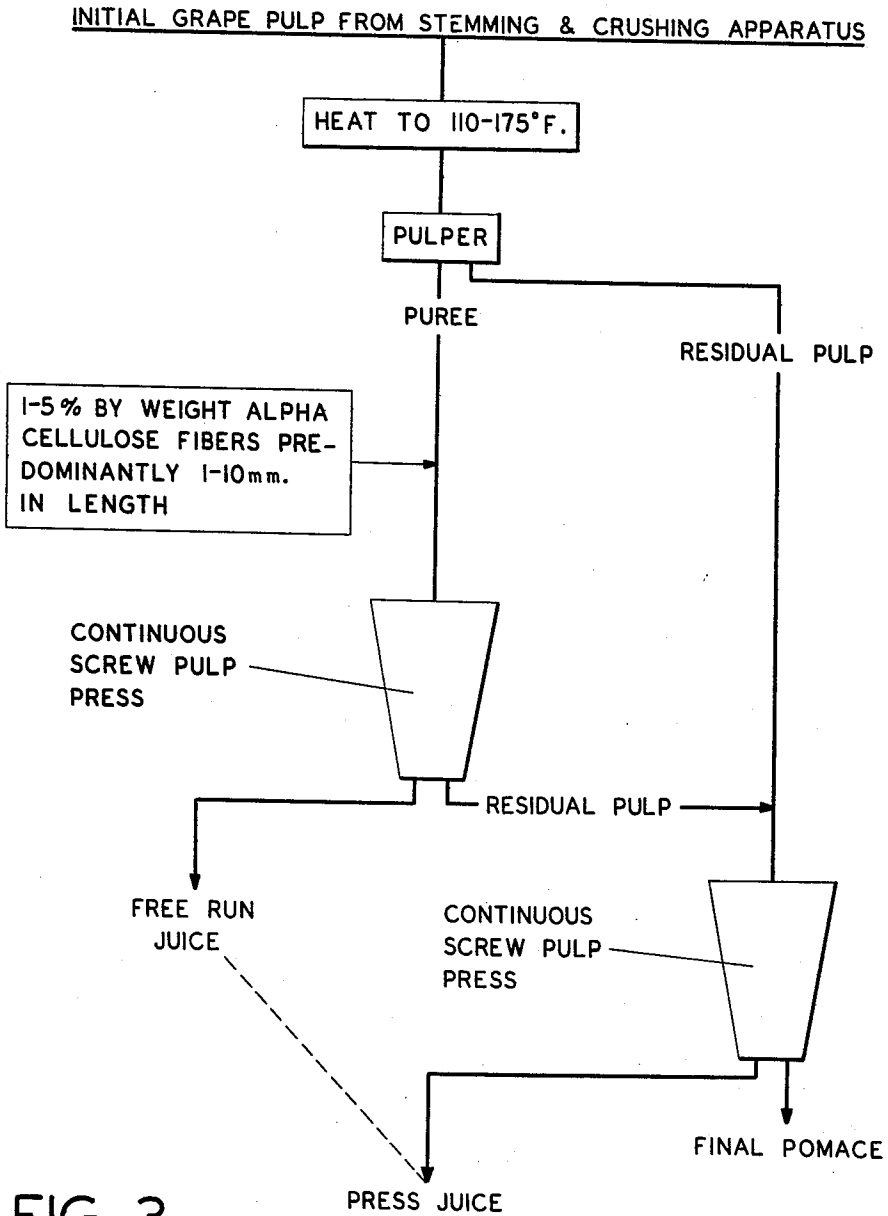 INITIAL GRAPE PULP FROM STEMMING & CRUSHING APPARATUS
HEAT TO 110-175°F.
PULPER
PUREE
RESIDUAL PULP
1-5% BY WEIGHT ALPHA
CELLULOSE FIBERS PRE-
DOMINANTLY 1-10mm.
IN LENGTH
CONTINUOUS
SCREW PULP
PRESS
RESIDUAL PULP
FREE RUN
JUICE
CONTINUOUS
SCREW PULP
PRESS
FINAL POMACE
PRESS JUICE
FIG. 3